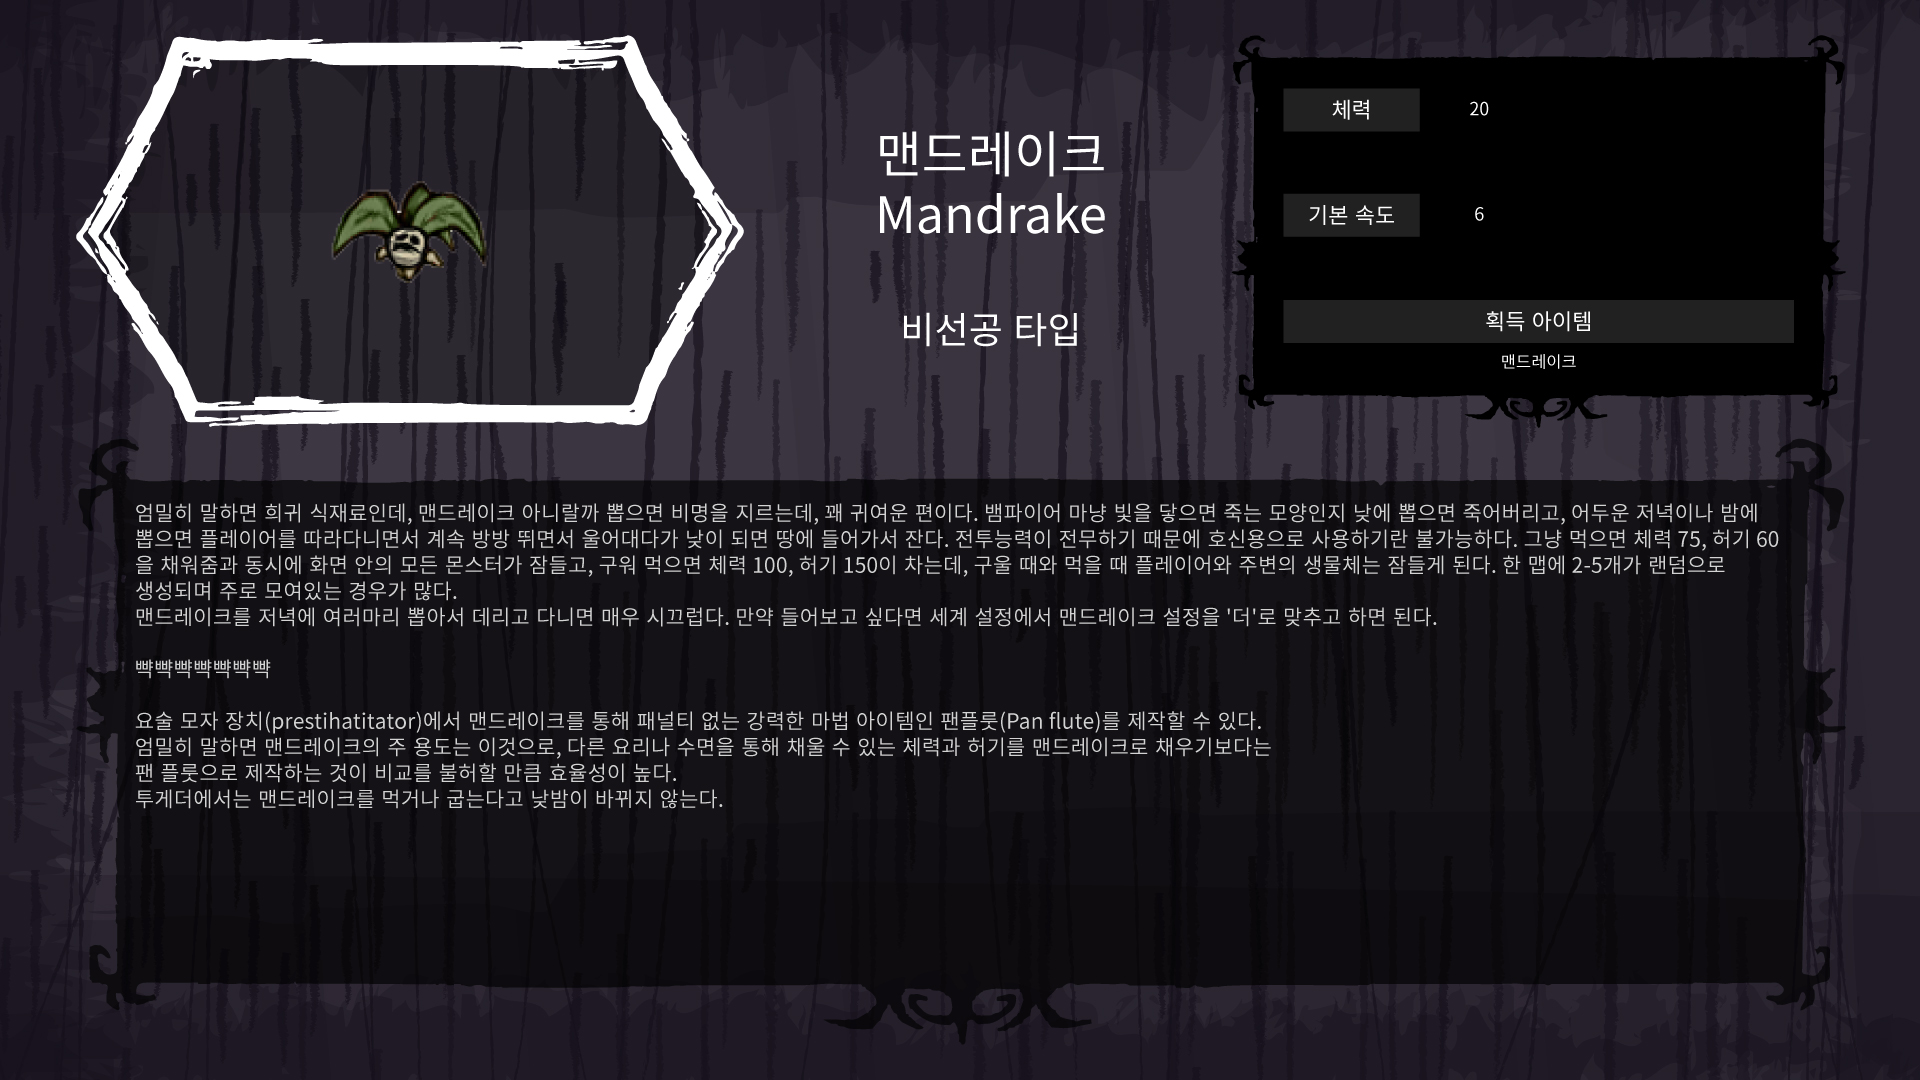 맨드레이크
Mandrake
비선공 타입
체력
20
기본 속도
6
획득 아이템
맨드레이크
엄밀히 말하면 희귀 식재료인데, 맨드레이크 아니랄까 뽑으면 비명을 지르는데, 꽤 귀여운 편이다. 뱀파이어 마냥 빛을 닿으면 죽는 모양인지 낮에 뽑으면 죽어버리고, 어두운 저녁이나 밤에
뽑으면 플레이어를 따라다니면서 계속 방방 뛰면서 울어대다가 낮이 되면 땅에 들어가서 잔다. 전투능력이 전무하기 때문에 호신용으로 사용하기란 불가능하다. 그냥 먹으면 체력 75, 허기 60
을 채워줌과 동시에 화면 안의 모든 몬스터가 잠들고, 구워 먹으면 체력 100, 허기 150이 차는데, 구울 때와 먹을 때 플레이어와 주변의 생물체는 잠들게 된다. 한 맵에 2-5개가 랜덤으로
생성되며 주로 모여있는 경우가 많다.
맨드레이크를 저녁에 여러마리 뽑아서 데리고 다니면 매우 시끄럽다. 만약 들어보고 싶다면 세계 설정에서 맨드레이크 설정을 '더'로 맞추고 하면 된다.
빡빡빡빡빡빡빡
요술 모자 장치(prestihatitator)에서 맨드레이크를 통해 패널티 없는 강력한 마법 아이템인 팬플룻(Pan flute)를 제작할 수 있다.
엄밀히 말하면 맨드레이크의 주 용도는 이것으로, 다른 요리나 수면을 통해 채울 수 있는 체력과 허기를 맨드레이크로 채우기보다는
팬 플룻으로 제작하는 것이 비교를 불허할 만큼 효율성이 높다.
투게더에서는 맨드레이크를 먹거나 굽는다고 낮밤이 바뀌지 않는다.